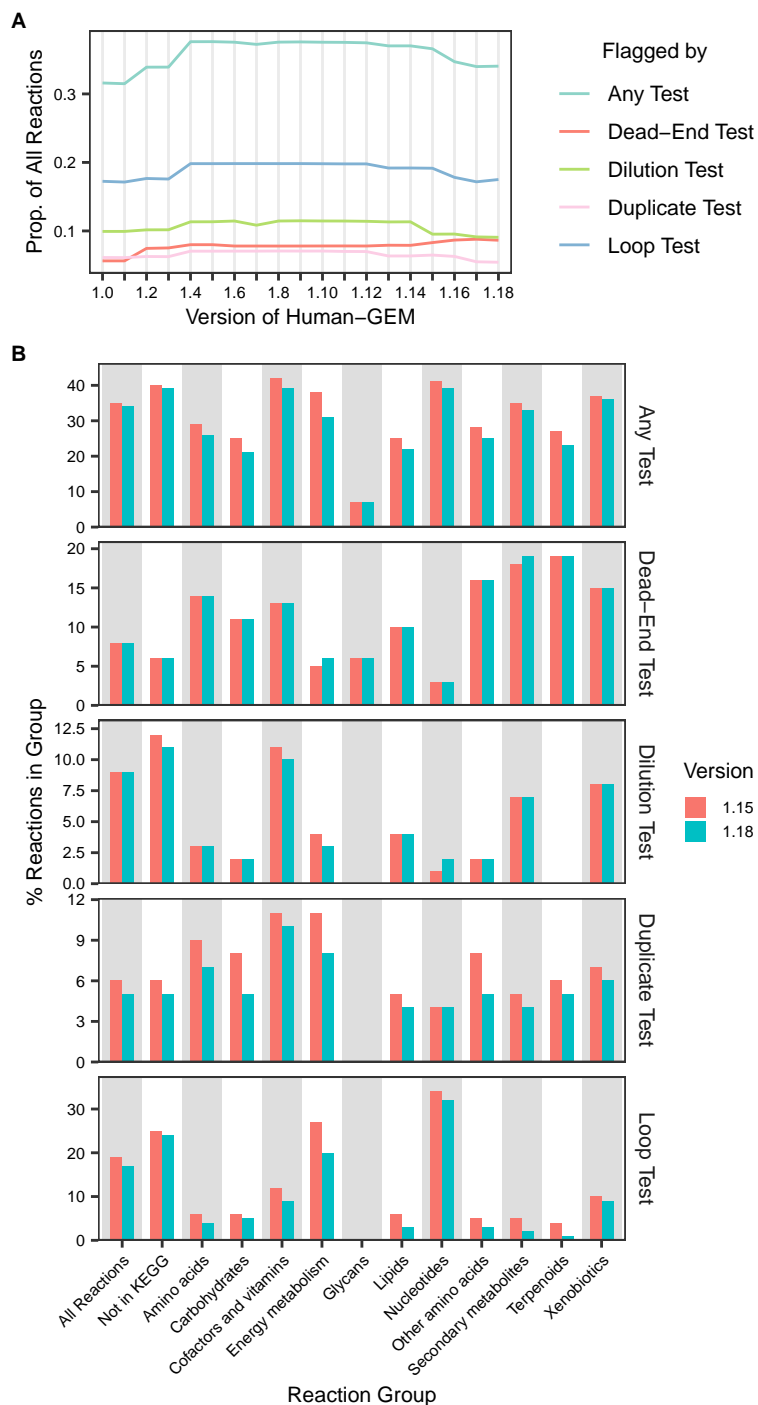 A
Prop. of All Reactions
0.3
0.2
0.1
1.0
1.2
1.4
1.6
1.8
1.10
1.12
1.14
1.16
1.18
Version of Human−GEM
Flagged by
Any Test
Dead−End Test
Dilution Test
Duplicate Test
Loop Test
B
% Reactions in Group
40
30
20
10
0
Any Test
20
15
10
5
0
Dead−End Test
12.5
10.0
7.5
5.0
2.5
0.0
Dilution Test
12
9
6
3
0
Duplicate Test
30
20
10
0
Loop Test
All Reactions
Not in KEGG
Amino acids
Carbohydrates
Cofactors and vitamins
Energy metabolism
Glycans
Lipids
Nucleotides
Other amino acids
Secondary metabolites
Terpenoids
Xenobiotics
Reaction Group
Version
1.15
1.18